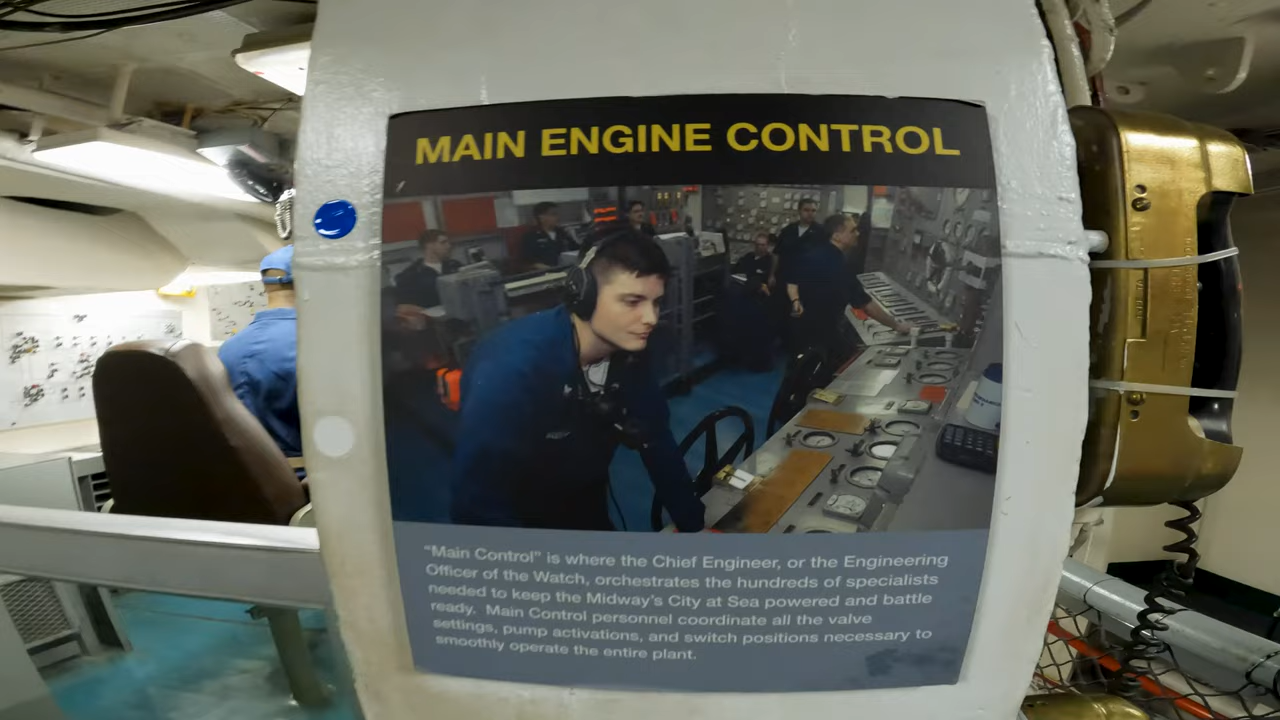 MAIN ENGINE CONTROL
“Main Control” is where the Chief Engineer, or the Engineering
Officer of the Watch, orchestrates the hundreds of specialists
needed to keep the Midway’s City at Sea powered and battle
ready. Main Control personnel coordinate all the valve
settings, pump activations, and switch positions necessary to
smoothly operate the entire plant.